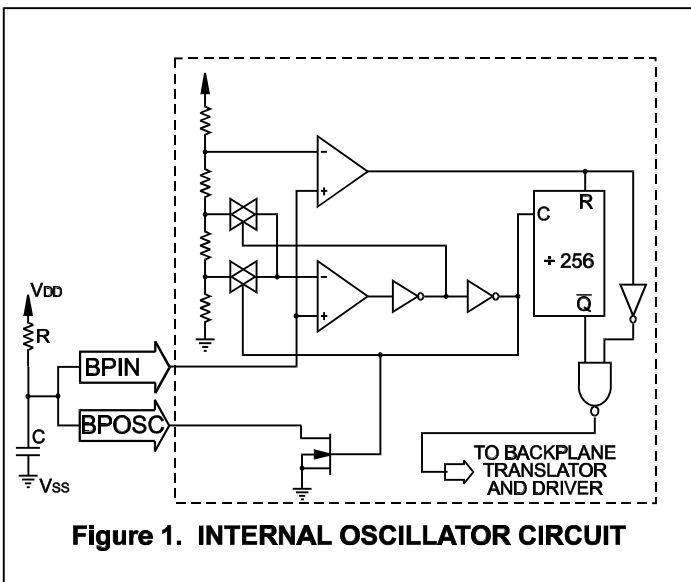 VDD
R
BPIN
BPOSC
C
VSS
-
+
-
+
R
C
÷ 256
Q̅
TO BACKPLANE
TRANSLATOR
AND DRIVER
Figure 1. INTERNAL OSCILLATOR CIRCUIT